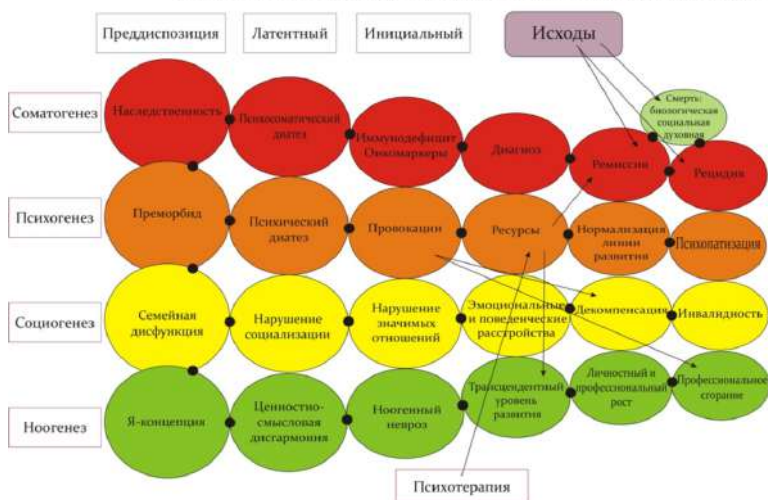 Преддиспозиция
Латентный
Инициальный
Исходы
Соматогенез
Наследственность
Психосоматический
диатез
Иммунодефицит
Онкомаркеры
Диагноз
Ремиссия
Смерть:
биологическая
социальная
духовная
Рецидив
Психогенез
Преморбид
Психический
диатез
Провокации
Ресурсы
Нормализация
линии
развития
Психопатизация
Социогенез
Семейная
дисфункция
Нарушение
социализации
Нарушение
значимых
отношений
Эмоциональные
и поведенческие
расстройства
Декомпенсация
Инвалидность
Ноогенез
Я-концепция
Ценностно-
смысловая
дисгармония
Ноогенный
невроз
Трансцендентный
уровень
развития
Личностный и
профессиональный
рост
Профессиональное
сгорание
Психотерапия